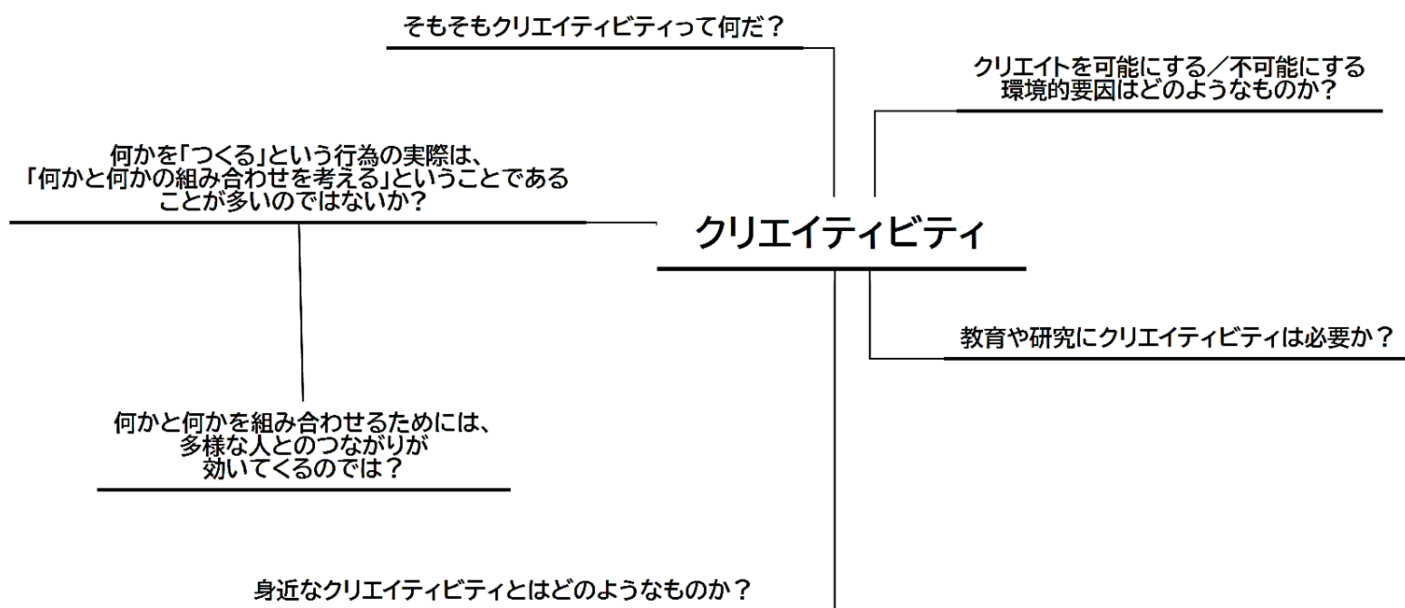 そもそもクリエイティビティって何だ？
クリエイトを可能にする／不可能にする
環境的要因はどのようなものか？
何かを「つくる」という行為の実際は、
「何かと何かの組み合わせを考える」ということである
ことが多いのではないか？
クリエイティビティ
教育や研究にクリエイティビティは必要か？
何かと何かを組み合わせるためには、
多様な人とのつながりが
効いてくるのでは？
身近なクリエイティビティとはどのようなものか？